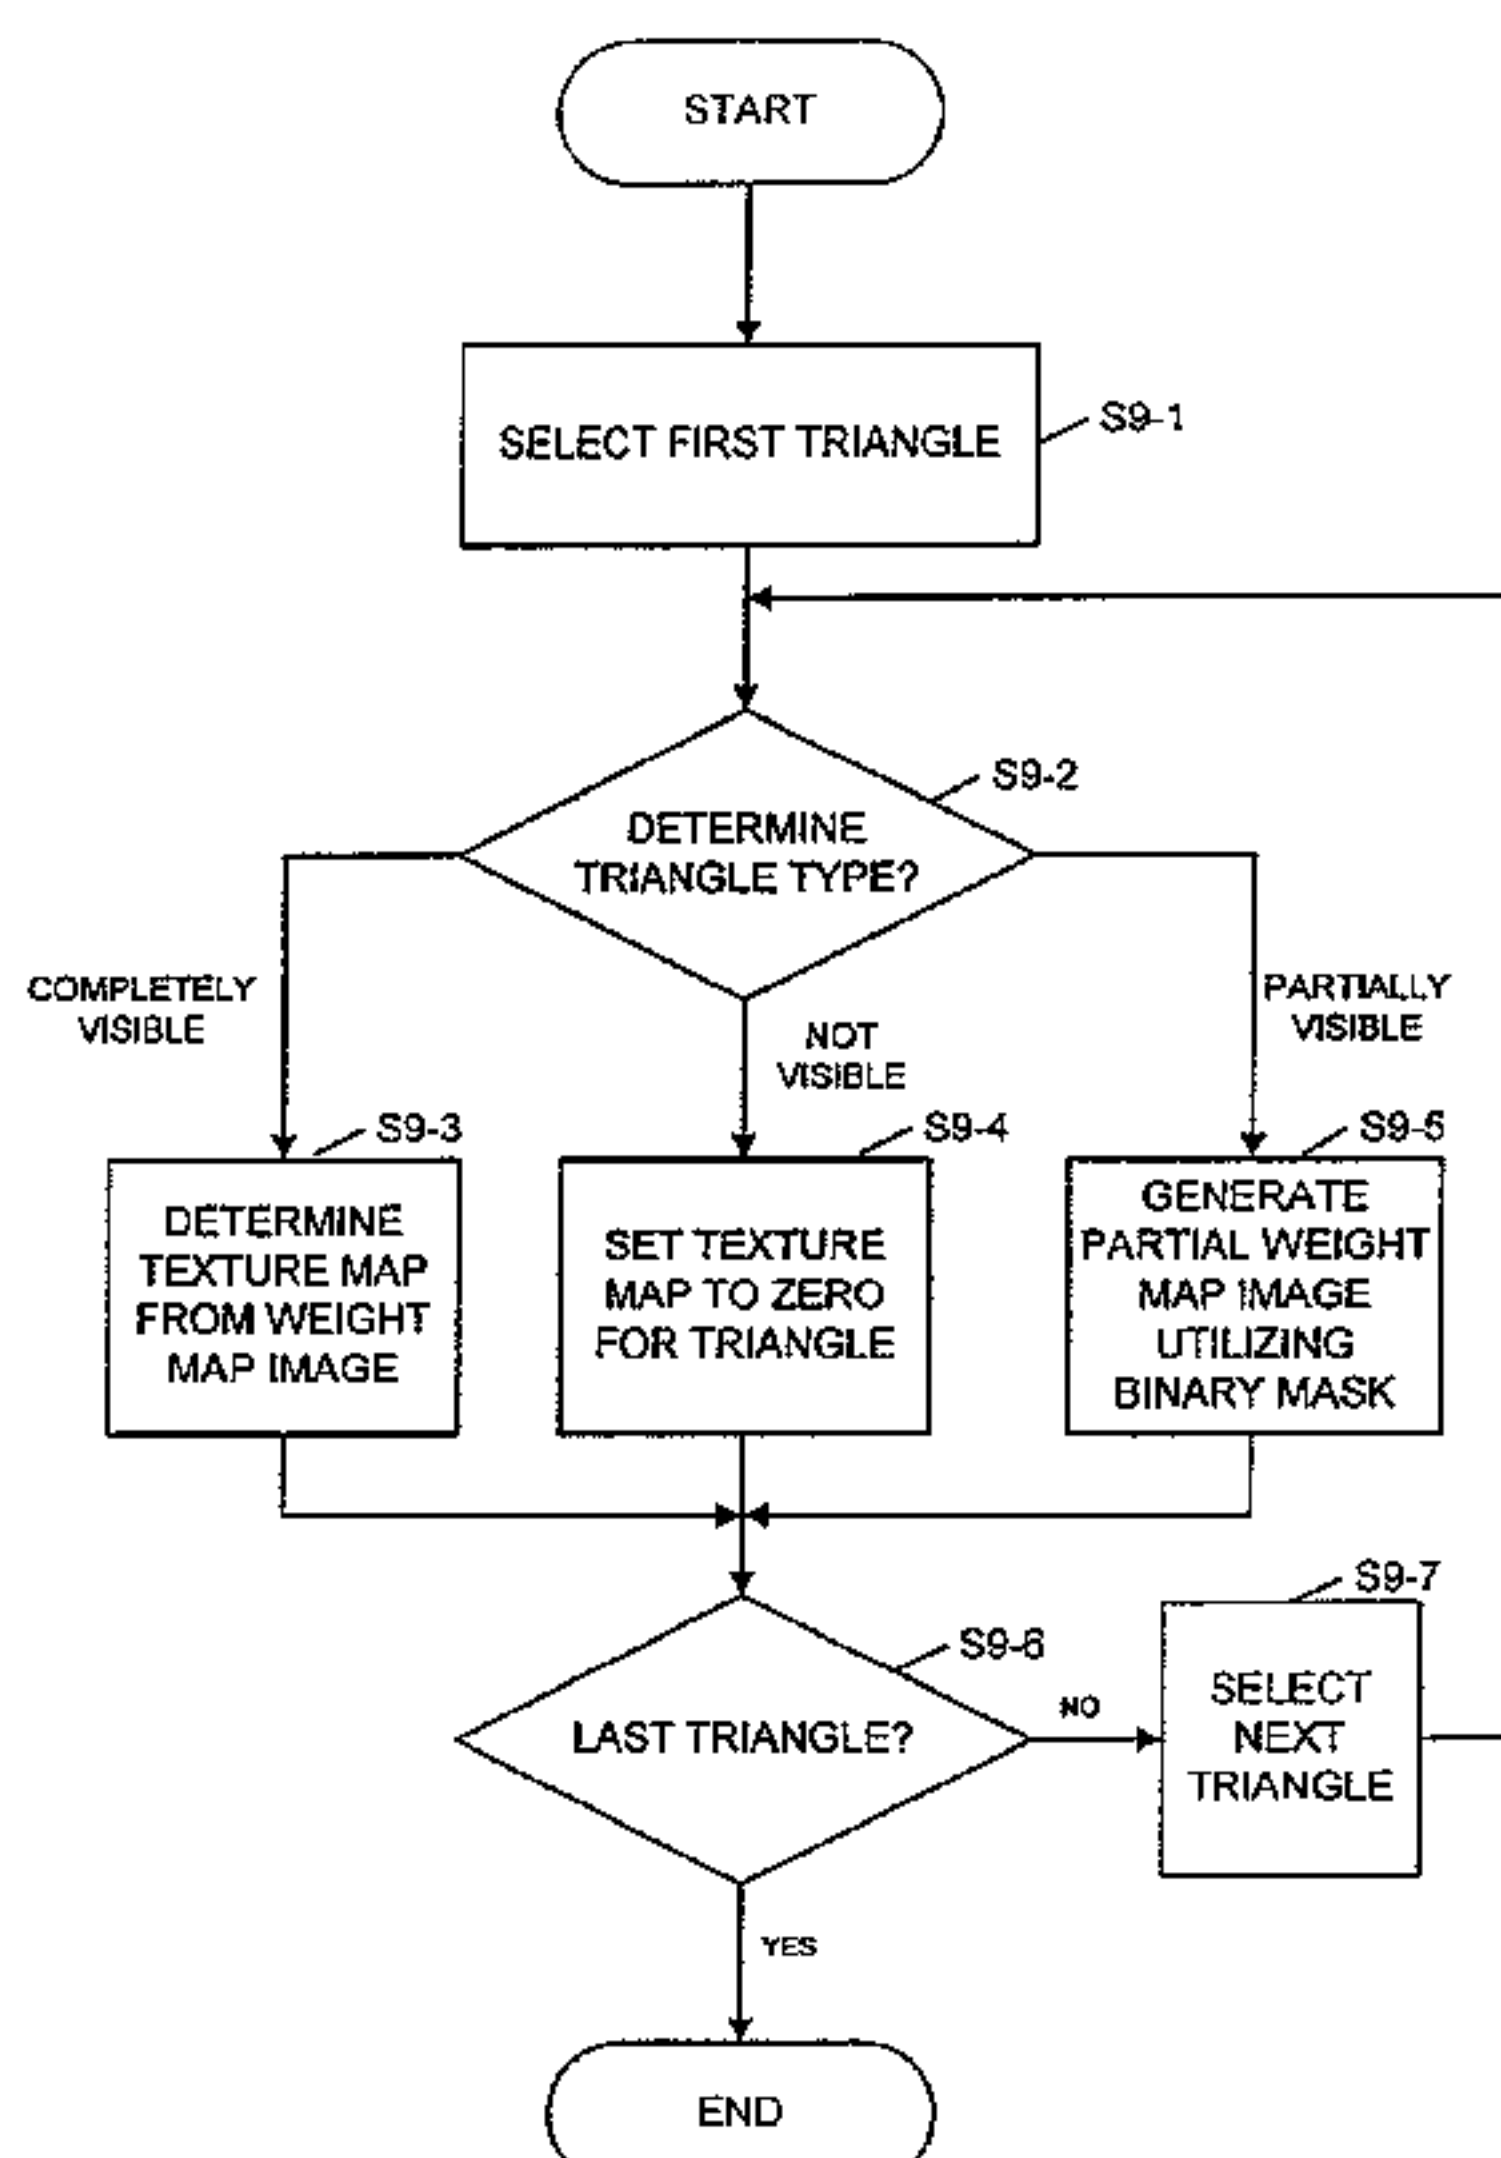 START
SELECT FIRST TRIANGLE
S9-1
S9-2
DETERMINE
TRIANGLE TYPE?
COMPLETELY
VISIBLE
NOT
VISIBLE
PARTIALLY
VISIBLE
S9-3
DETERMINE
TEXTURE MAP
FROM WEIGHT
MAP IMAGE
S9-4
SET TEXTURE
MAP TO ZERO
FOR TRIANGLE
S9-5
GENERATE
PARTIAL WEIGHT
MAP IMAGE
UTILIZING
BINARY MASK
S9-6
LAST TRIANGLE?
NO
S9-7
SELECT
NEXT
TRIANGLE
YES
END